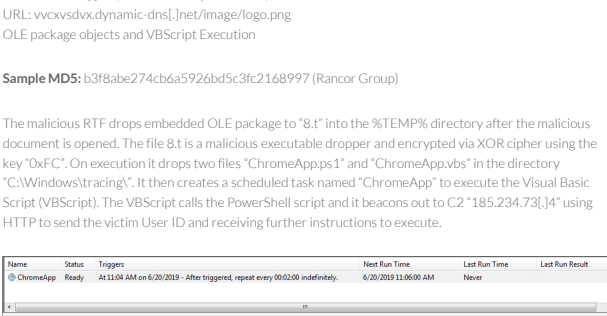 URL: vvcxvsdvx.dynamic-dns[.]net/image/logo.png
OLE package objects and VBScript Execution
Sample MD5: b3f8abe274cb6a5926bd5c3fc2168997 (Rancor Group)
The malicious RTF drops embedded OLE package to "8.t" into the %TEMP% directory after the malicious
document is opened. The file 8.t is a malicious executable dropper and encrypted via XOR cipher using the
key "0xFC". On execution it drops two files "ChromeApp.ps1" and "ChromeApp.vbs" in the directory
"C:\Windows\tracing\". It then creates a scheduled task named "ChromeApp" to execute the Visual Basic
Script (VBScript). The VBScript calls the PowerShell script and it beacons out to C2 "185.234.73[.]4" using
HTTP to send the victim User ID and receiving further instructions to execute.
Name Status Triggers Next Run Time Last Run Time Last Run Result
ChromeApp Ready At 11:04 AM on 6/20/2019 - After triggered, repeat every 00:02:00 indefinitely. 6/20/2019 11:06:00 AM Never